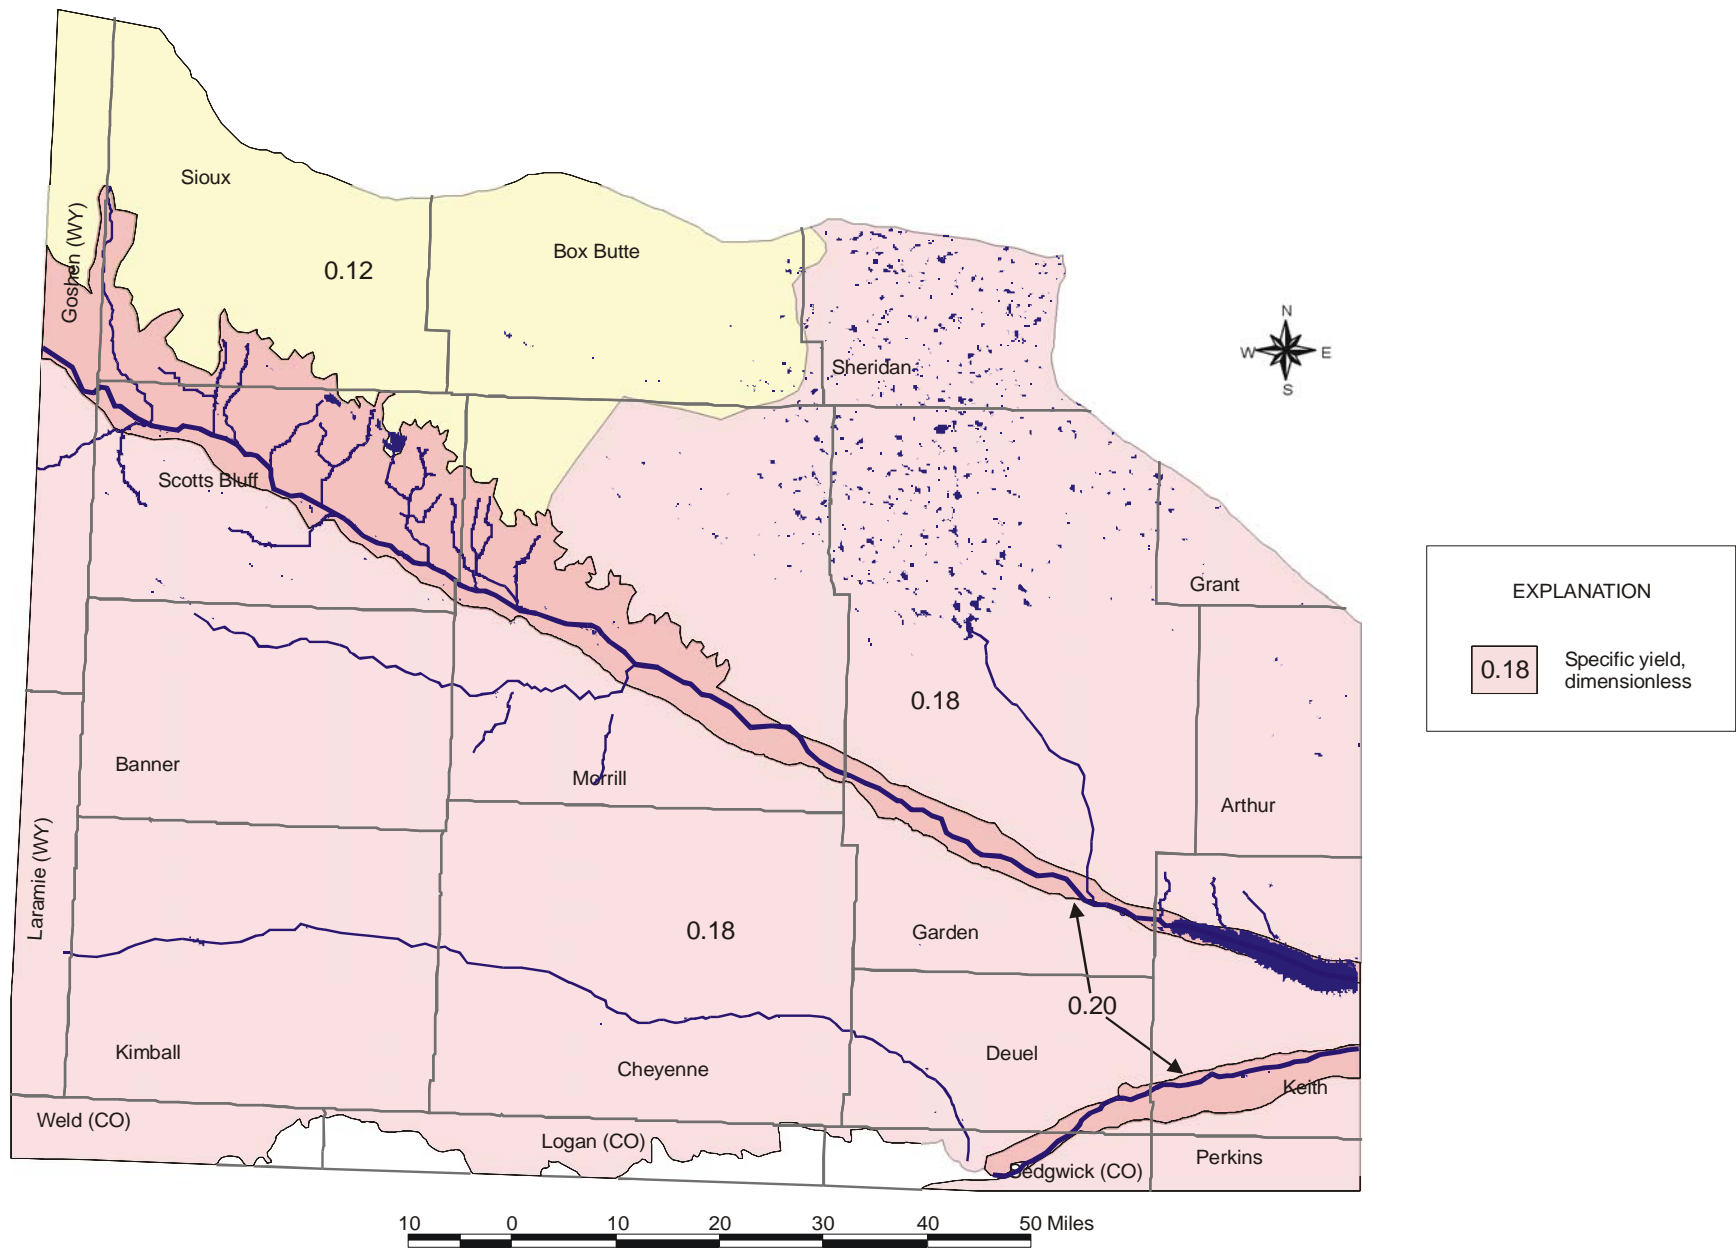 Sioux
Goshen (WY)
Box Butte
0.12
N
W
E
S
Sheridan
Scotts Bluff
Grant
EXPLANATION
0.18
Specific yield,
dimensionless
0.18
Banner
Morrill
Arthur
Laramie (WY)
0.18
Garden
0.20
Kimball
Cheyenne
Deuel
Keith
Weld (CO)
Logan (CO)
Sedgwick (CO)
Perkins
10 0 10 20 30 40 50 Miles